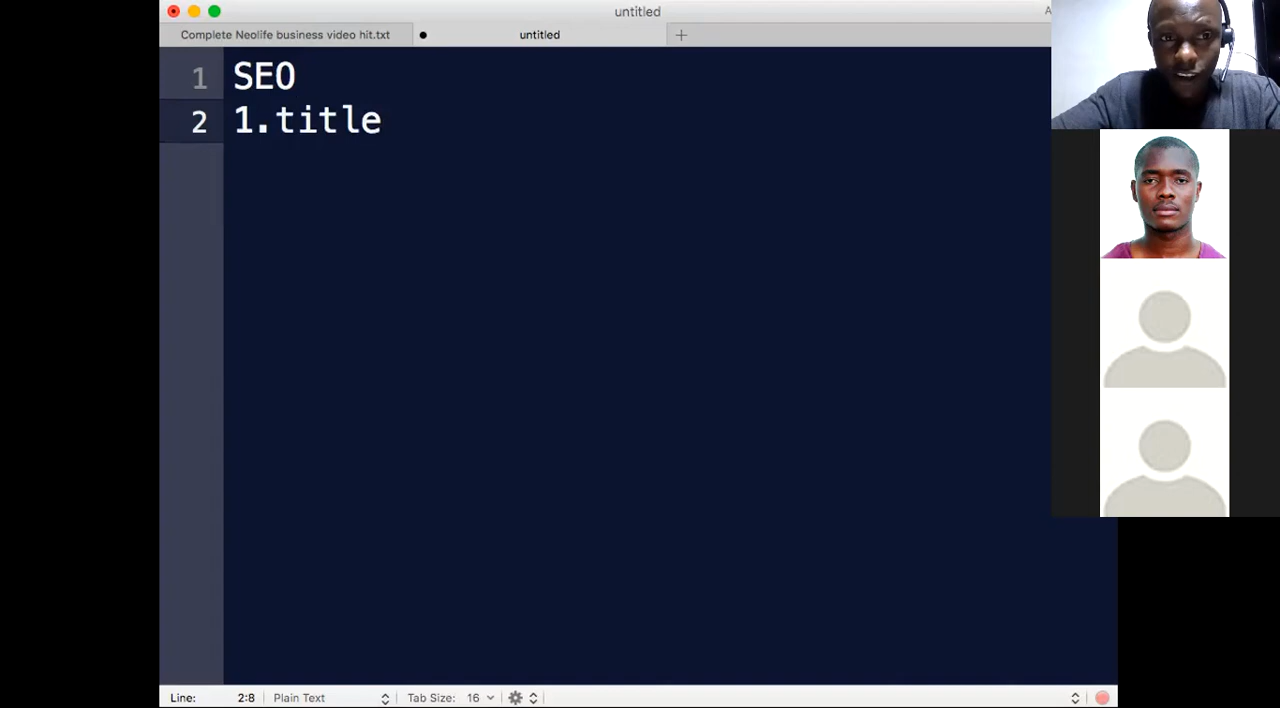 untitled
Complete Neolife business video hit.txt
untitled
1 SEO
2 1.title
Line: 2:8 Plain Text Tab Size: 16